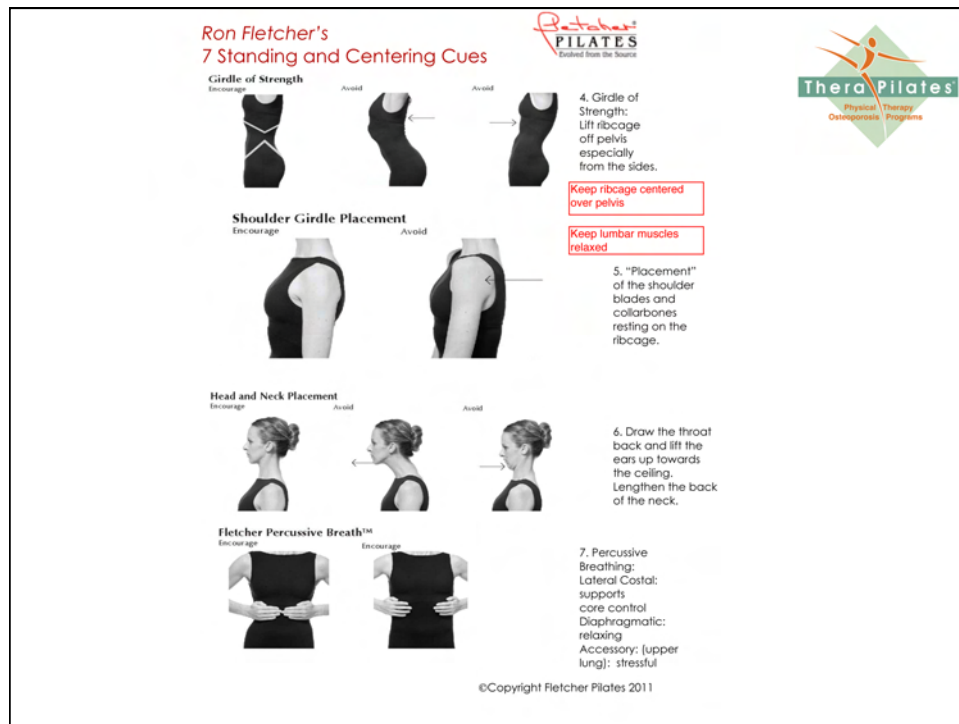 Ron Fletcher's
7 Standing and Centering Cues
fletcher®
PILATES
Evolved from the Source
TheraPilates®
Physical Therapy
Osteoporosis Programs
Girdle of Strength
Encourage
Avoid
Avoid
4. Girdle of
Strength:
Lift ribcage
off pelvis
especially
from the sides.
Keep ribcage centered
over pelvis
Keep lumbar muscles
relaxed
Shoulder Girdle Placement
Encourage
Avoid
5. “Placement”
of the shoulder
blades and
collarbones
resting on the
ribcage.
Head and Neck Placement
Encourage
Avoid
Avoid
6. Draw the throat
back and lift the
ears up towards
the ceiling.
Lengthen the back
of the neck.
Fletcher Percussive Breath™
Encourage
Encourage
7. Percussive
Breathing:
Lateral Costal:
supports
core control
Diaphragmatic:
relaxing
Accessory: (upper
lung): stressful
©Copyright Fletcher Pilates 2011